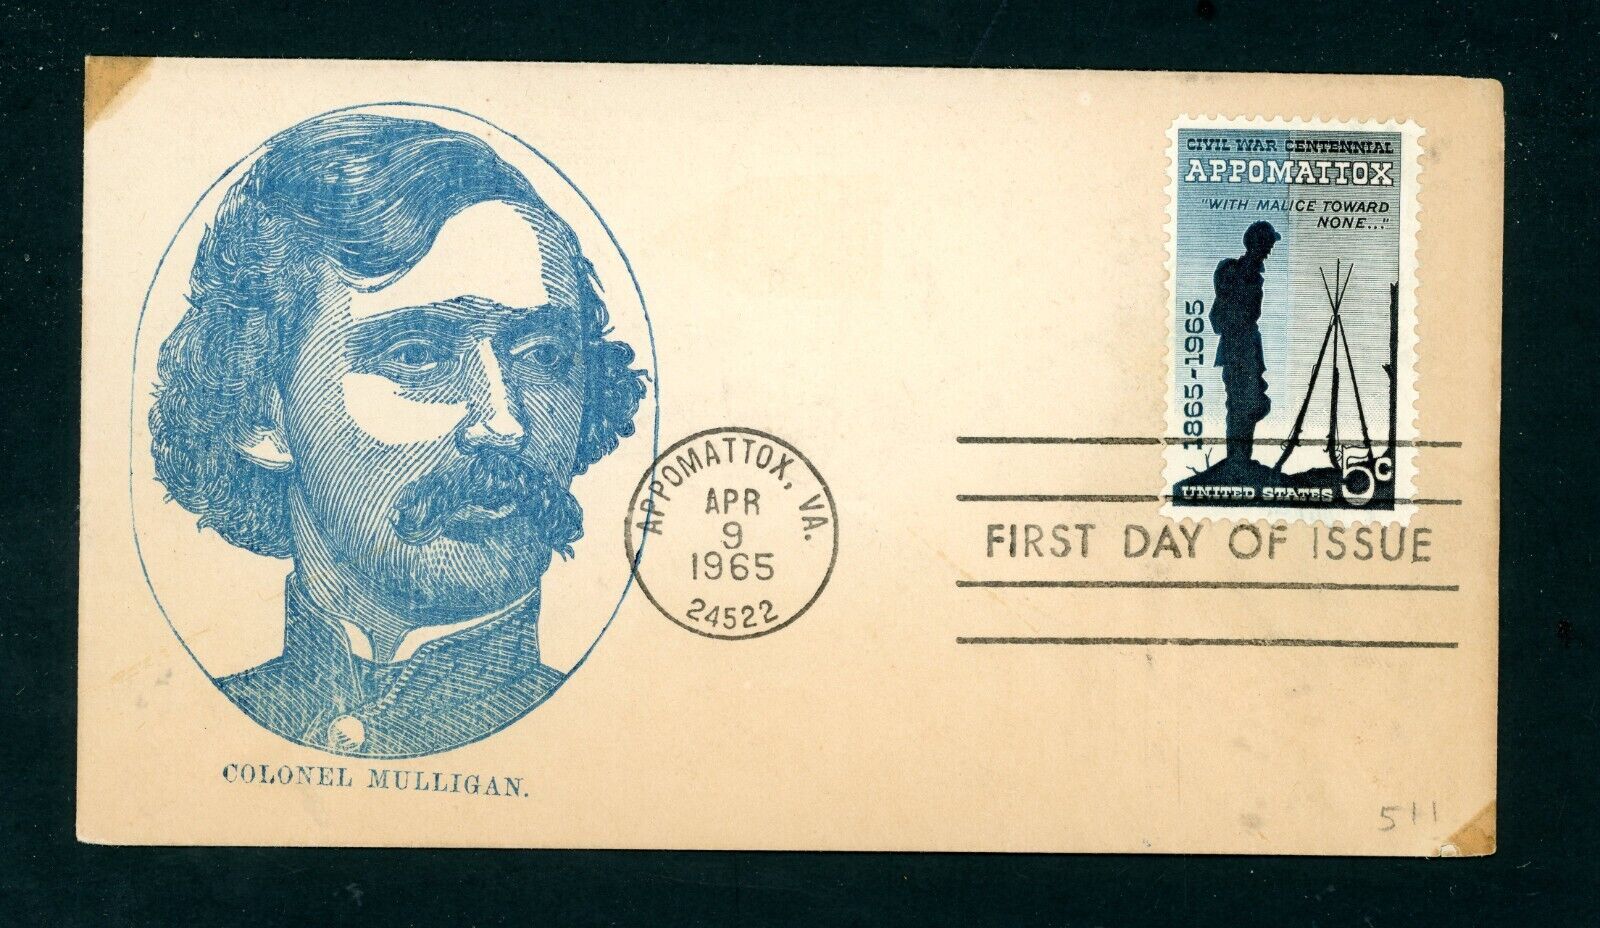 COLONEL MULLIGAN.
APPOMATTOX, VA.
APR
9
1965
24522
CIVIL WAR CENTENNIAL
APPOMATTOX
"WITH MALICE TOWARD
NONE..."
1865-1965
UNITED STATES 5c
FIRST DAY OF ISSUE
511